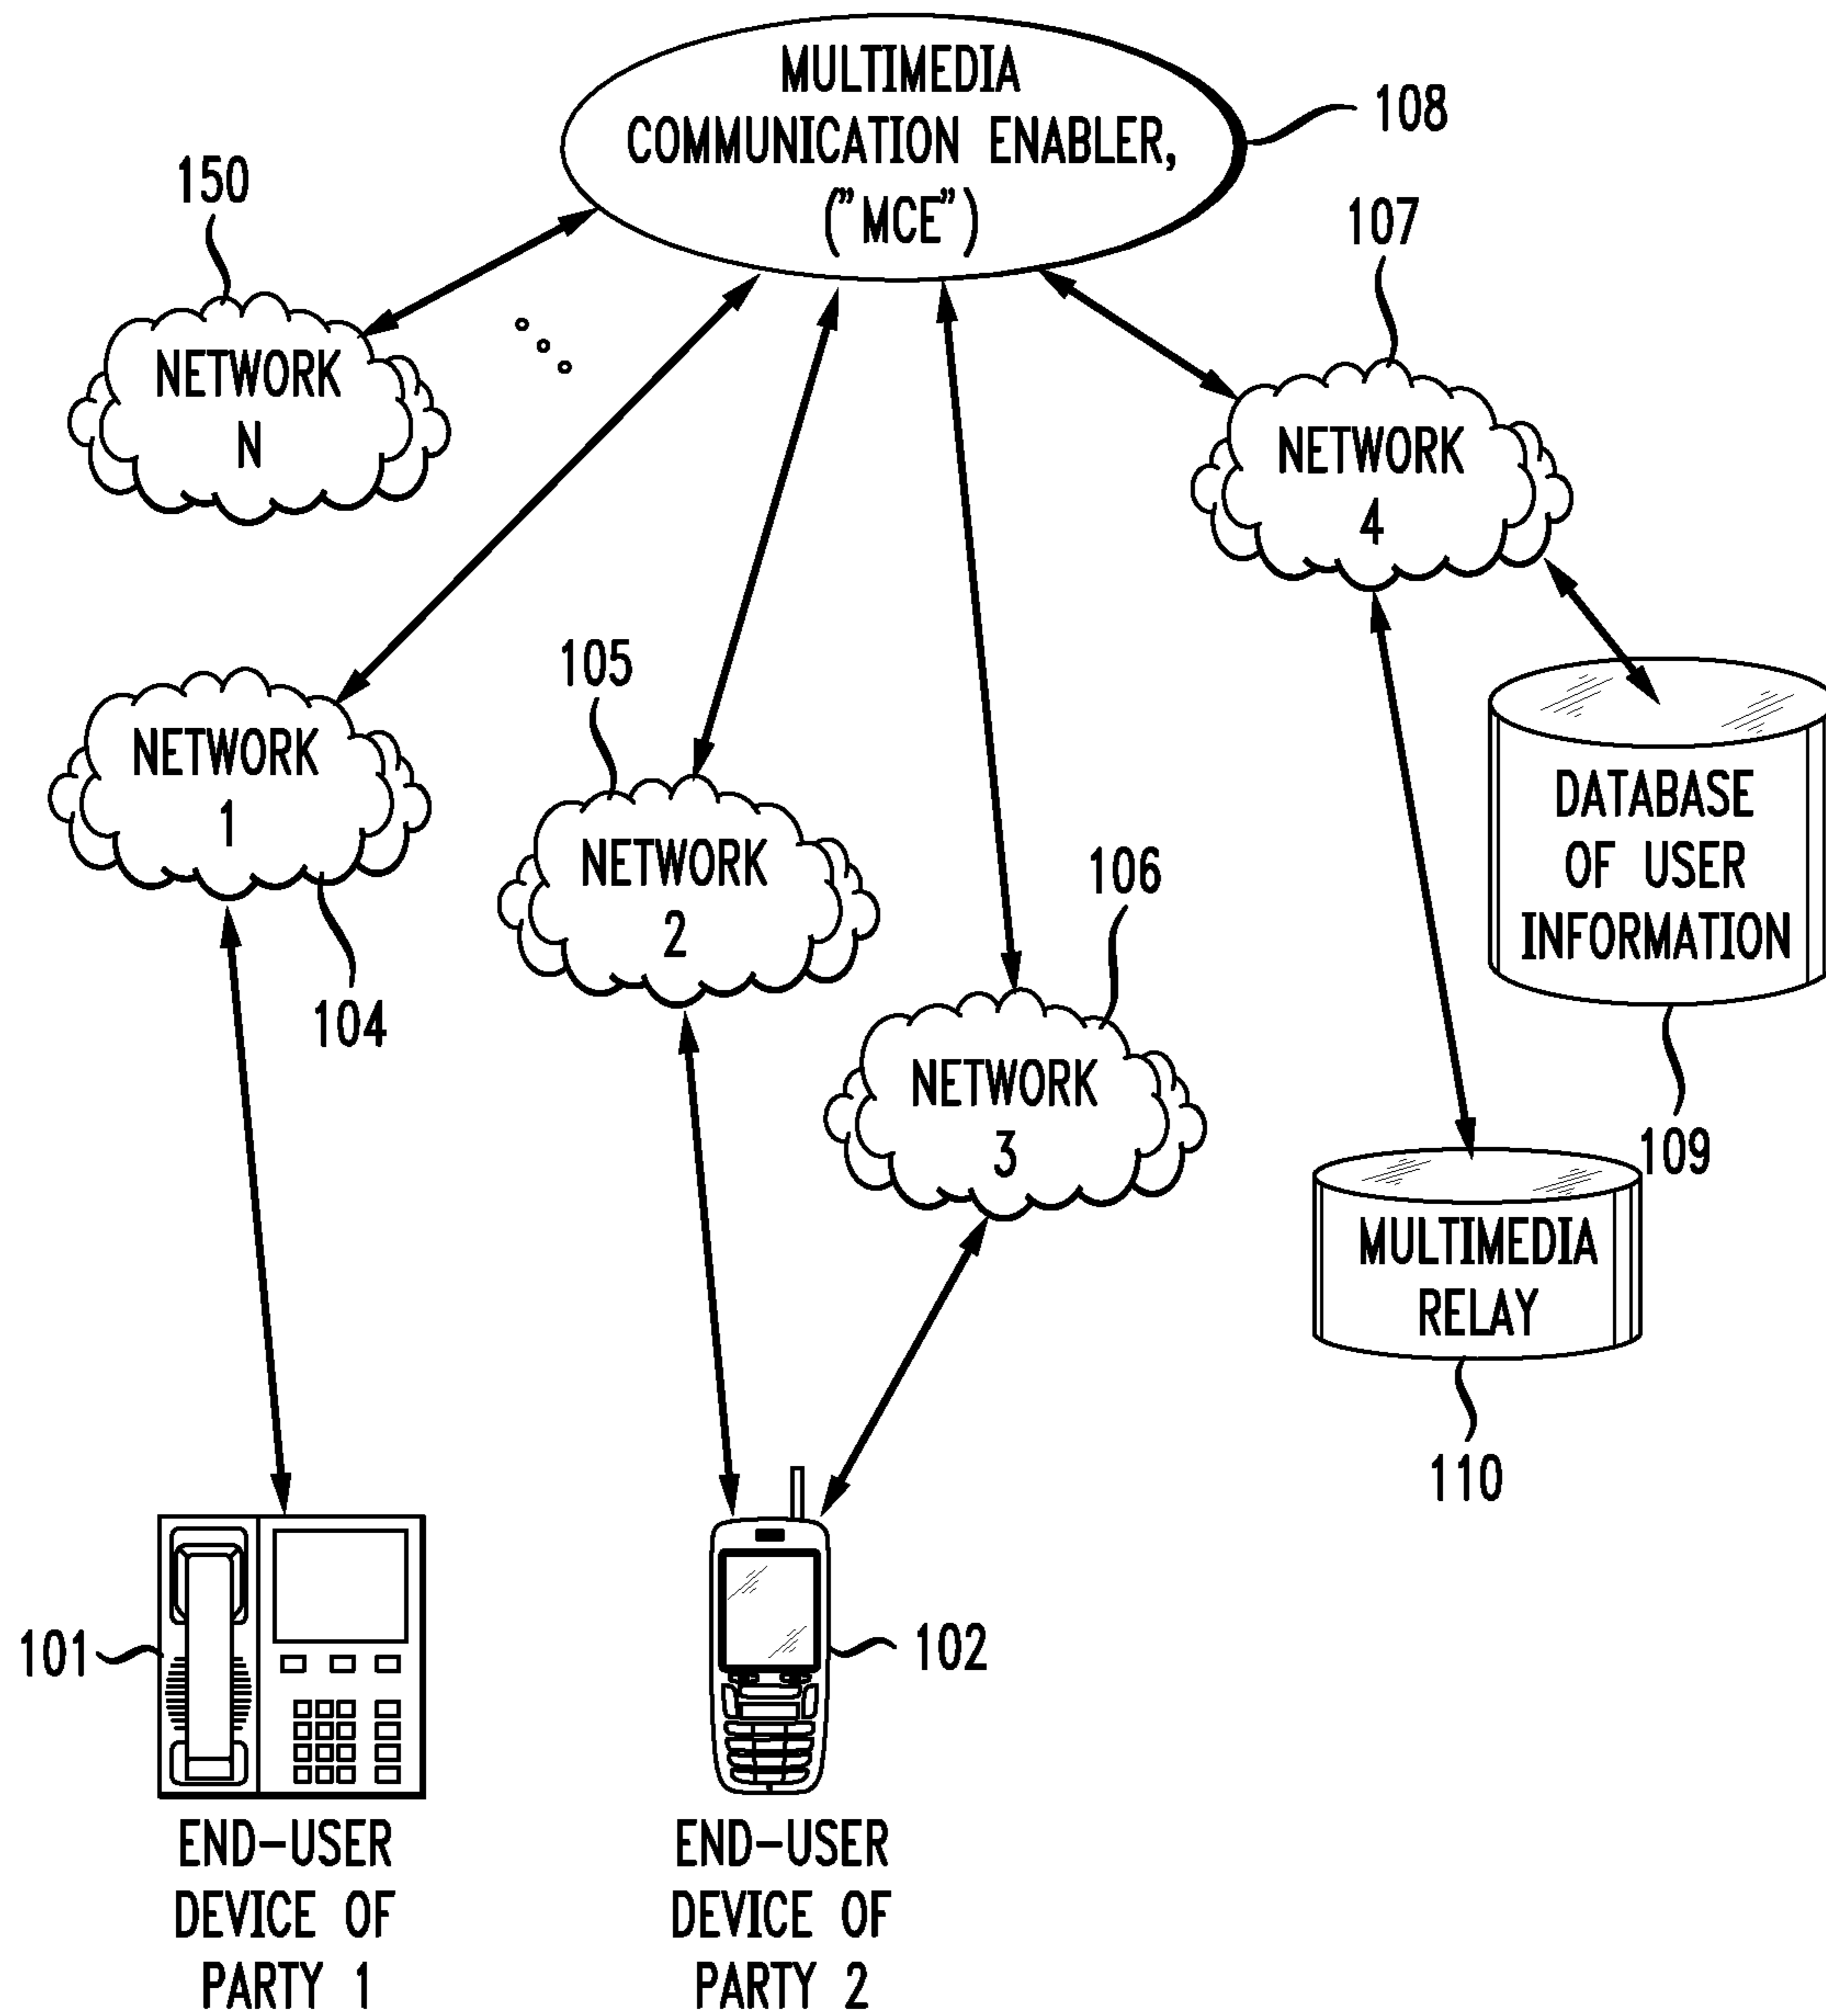 MULTIMEDIA
COMMUNICATION ENABLER,
("MCE")
108
150
107
NETWORK
N
NETWORK
4
105
NETWORK
1
104
NETWORK
2
106
DATABASE
OF USER
INFORMATION
109
NETWORK
3
MULTIMEDIA
RELAY
110
101
102
END-USER
DEVICE OF
PARTY 1
END-USER
DEVICE OF
PARTY 2